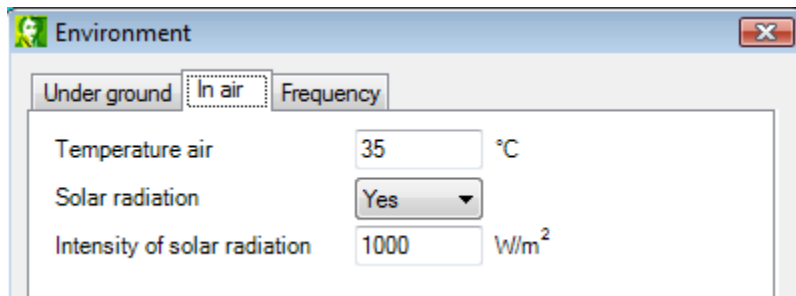 Environment
Under ground In air Frequency
Temperature air 35 °C
Solar radiation Yes
Intensity of solar radiation 1000 W/m²